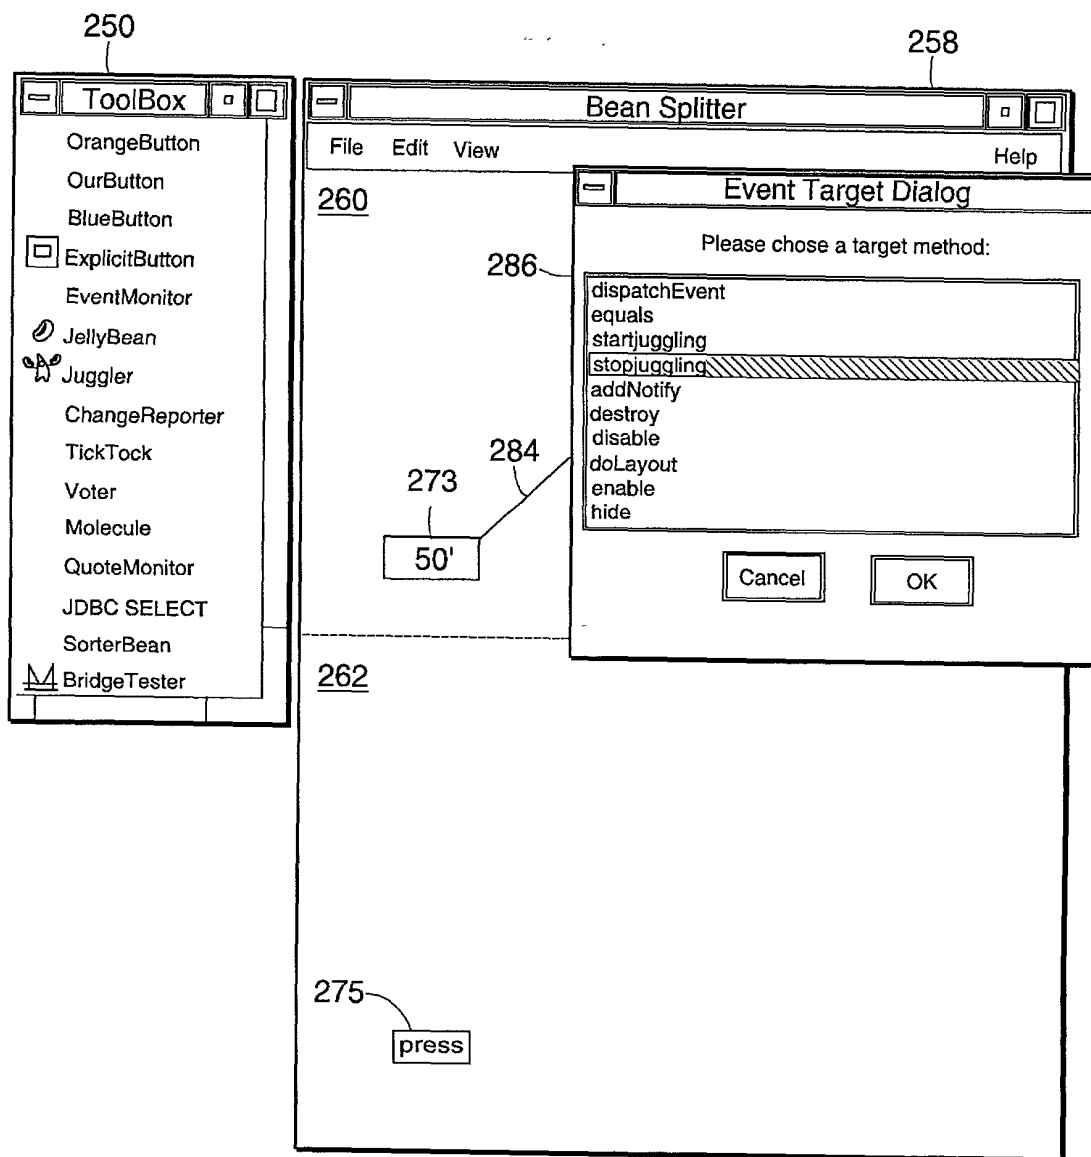 250
258
ToolBox
OrangeButton
OurButton
BlueButton
ExplicitButton
EventMonitor
JellyBean
Juggler
ChangeReporter
TickTock
Voter
Molecule
QuoteMonitor
JDBC SELECT
SorterBean
BridgeTester
Bean Splitter
File Edit View Help
260
Event Target Dialog
Please chose a target method:
286
dispatchEvent
equals
startjuggling
stopjuggling
addNotify
destroy
disable
doLayout
enable
hide
284
273
50'
Cancel OK
262
275
press